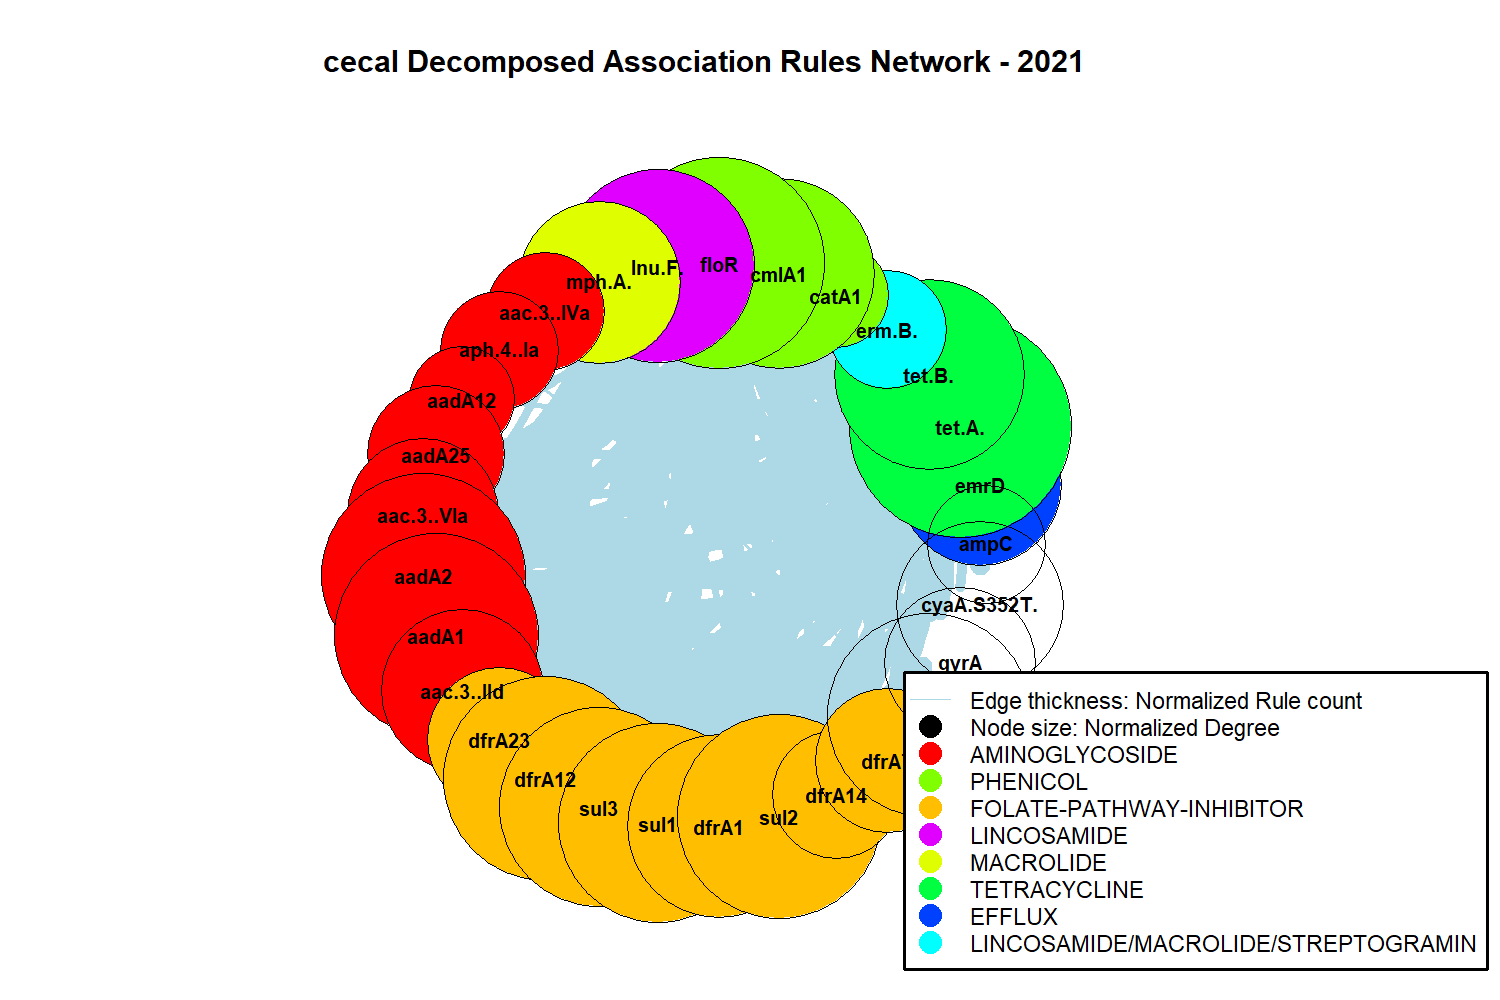 cecal Decomposed Association Rules Network - 2021
floR
lnu.F.
cmlA1
mph.A.
catA1
aac.3..IVa
erm.B.
aph.4..Ia
tet.B.
aadA12
tet.A.
aadA25
emrD
aac.3..VIa
ampC
aadA2
cyaA.S352T.
aadA1
gyrA
aac.3..IId
dfrA23
dfrA12
dfrA14
sul3
sul1
dfrA1
sul2
Edge thickness: Normalized Rule count
Node size: Normalized Degree
AMINOGLYCOSIDE
PHENICOL
FOLATE-PATHWAY-INHIBITOR
LINCOSAMIDE
MACROLIDE
TETRACYCLINE
EFFLUX
LINCOSAMIDE/MACROLIDE/STREPTOGRAMIN